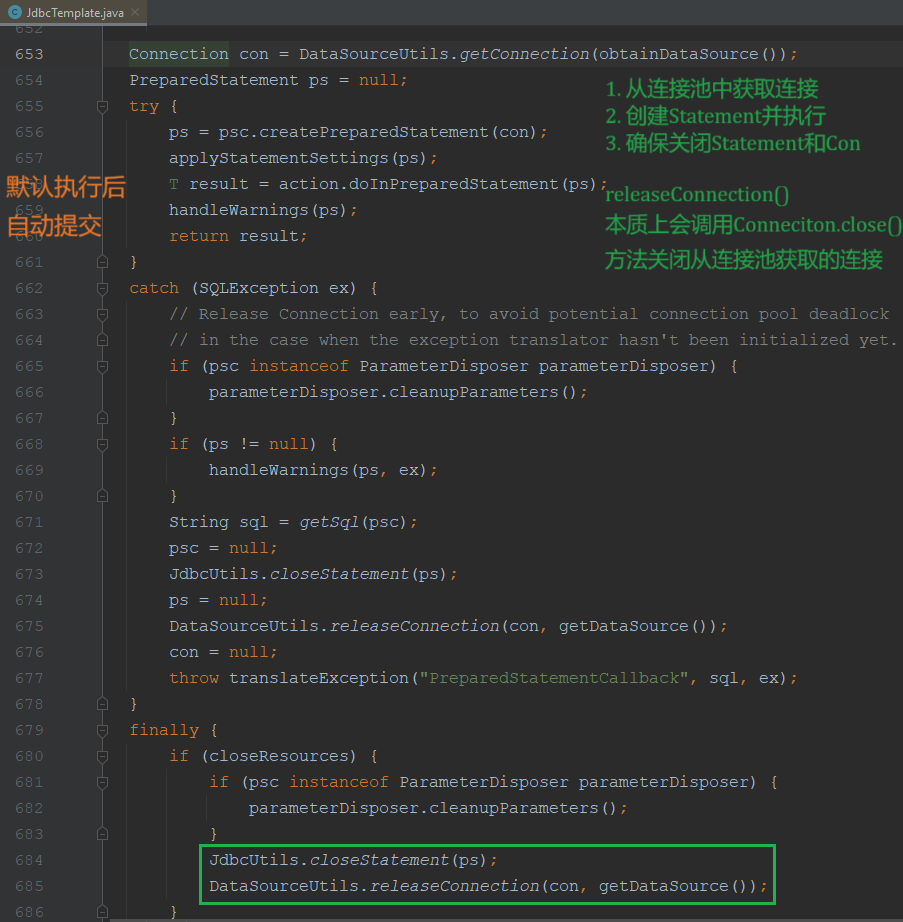 JdbcTemplate.java
652
653 Connection con = DataSourceUtils.getConnection(obtainDataSource());
654 PreparedStatement ps = null;
1. 从连接池中获取连接
655 try {
2. 创建Statement并执行
656 ps = psc.createPreparedStatement(con);
3. 确保关闭Statement和Con
657 applyStatementSettings(ps);
默认执行后
658 T result = action.doInPreparedStatement(ps);
releaseConnection()
659 handleWarnings(ps);
自动提交
本质上会调用Conneciton.close()
660 return result;
方法关闭从连接池获取的连接
661 }
662 catch (SQLException ex) {
663 // Release Connection early, to avoid potential connection pool deadlock
664 // in the case when the exception translator hasn't been initialized yet.
665 if (psc instanceof ParameterDisposer parameterDisposer) {
666 parameterDisposer.cleanupParameters();
667 }
668 if (ps != null) {
669 handleWarnings(ps, ex);
670 }
671 String sql = getSql(psc);
672 psc = null;
673 JdbcUtils.closeStatement(ps);
674 ps = null;
675 DataSourceUtils.releaseConnection(con, getDataSource());
676 con = null;
677 throw translateException("PreparedStatementCallback", sql, ex);
678 }
679 finally {
680 if (closeResources) {
681 if (psc instanceof ParameterDisposer parameterDisposer) {
682 parameterDisposer.cleanupParameters();
683 }
684 JdbcUtils.closeStatement(ps);
685 DataSourceUtils.releaseConnection(con, getDataSource());
686 }